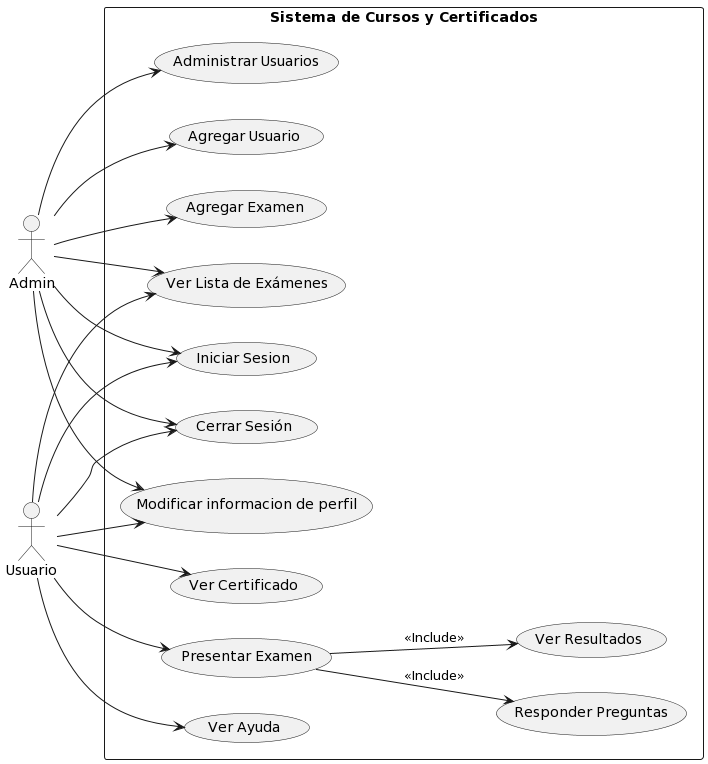 Sistema de Cursos y Certificados
Administrar Usuarios
Agregar Usuario
Agregar Examen
Admin
Ver Lista de Exámenes
Iniciar Sesion
Cerrar Sesión
Modificar informacion de perfil
Usuario
Ver Certificado
«Include»
Ver Resultados
Presentar Examen
«Include»
Responder Preguntas
Ver Ayuda